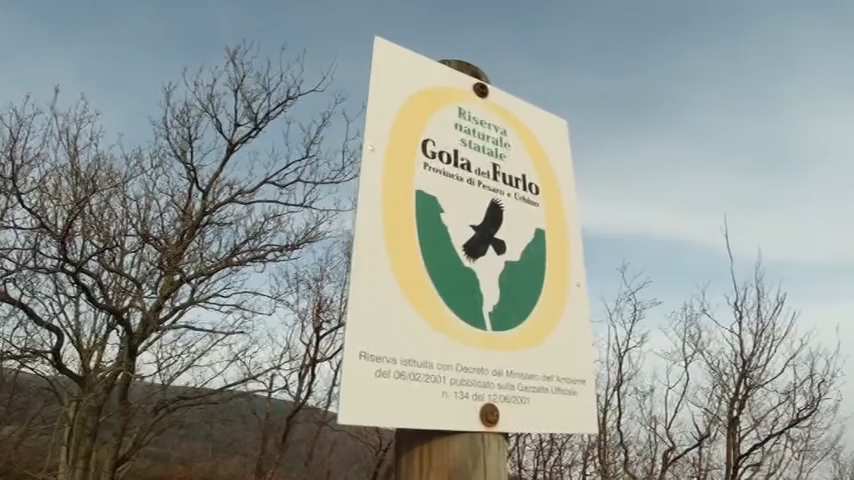 Riserva
naturale
statale
Gola del Furlo
Provincia di Pesaro e Urbino
Riserva istituita con Decreto del Ministero dell'Ambiente
del 06/02/2001 pubblicato sulla Gazzetta Ufficiale
n. 134 del 12/06/2001